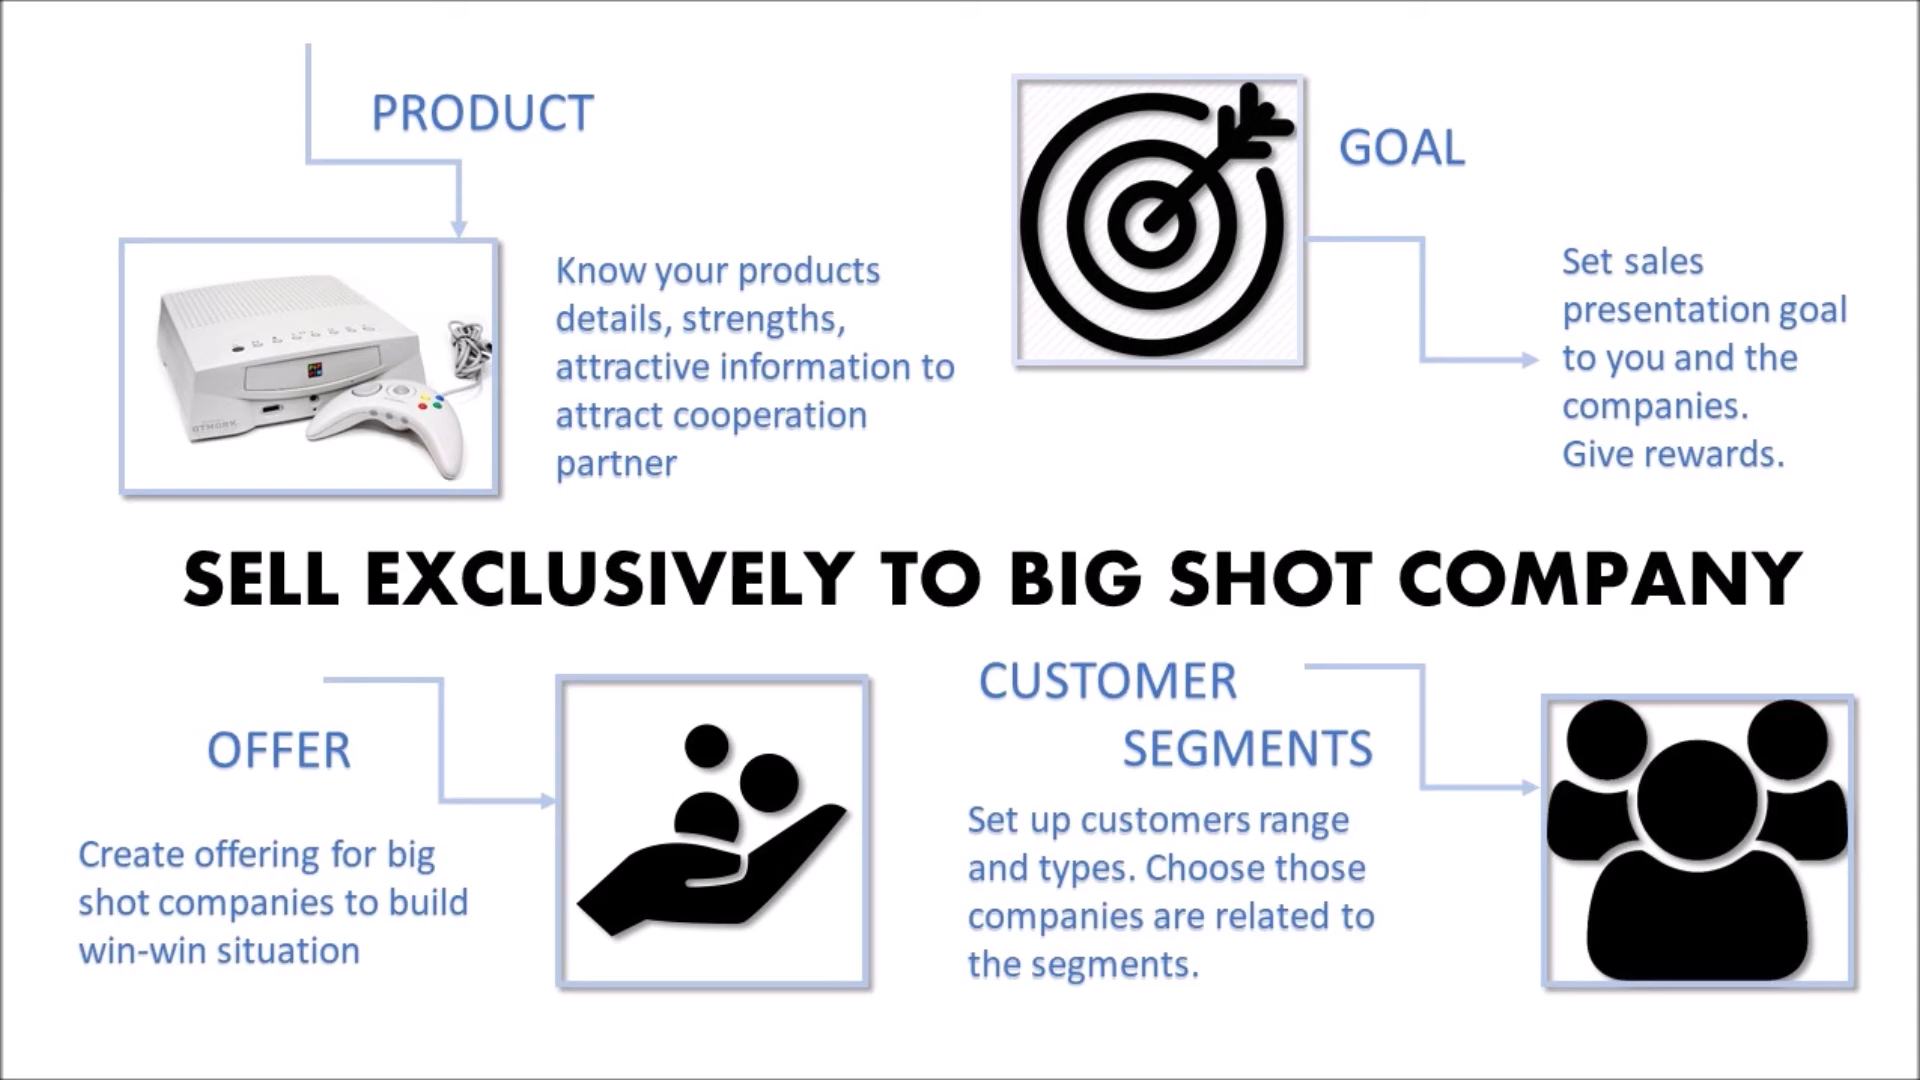 PRODUCT
Know your products
details, strengths,
attractive information to
attract cooperation
partner
GOAL
Set sales
presentation goal
to you and the
companies.
Give rewards.
SELL EXCLUSIVELY TO BIG SHOT COMPANY
OFFER
Create offering for big
shot companies to build
win-win situation
CUSTOMER
SEGMENTS
Set up customers range
and types. Choose those
companies are related to
the segments.